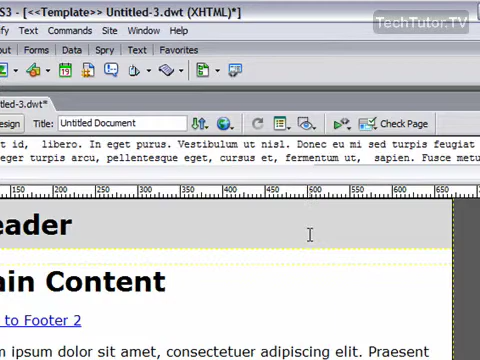 S3 - [<<Template>> Untitled-3.dwt (XHTML)*]
TechTutor.TV
ify Commands Site Window Help
out Forms Data Spry Text Favorites
tled-3.dwt*
esign Title: Untitled Document Check Page
t id, libero. In eget purus. Vestibulum ut nisl. Donec eu mi sed turpis feugiat
eger turpis arcu, pellentesque eget, cursus et, fermentum ut, sapien. Fusce metu
150 200 250 300 350 400 450 500 550 600 650
eader
ain Content
to Footer 2
m ipsum dolor sit amet, consectetuer adipiscing elit. Praesent